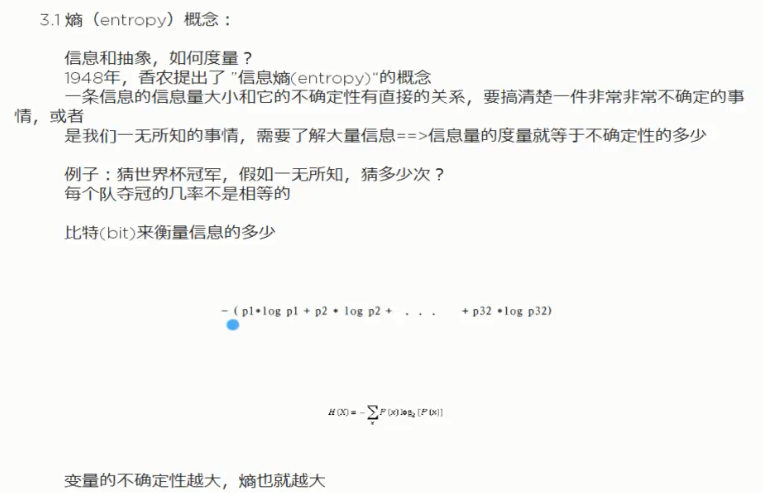 3.1 熵（entropy）概念：
信息和抽象，如何度量？
1948年，香农提出了 ”信息熵(entropy)“的概念
一条信息的信息量大小和它的不确定性有直接的关系，要搞清楚一件非常非常不确定的事
情，或者
是我们一无所知的事情，需要了解大量信息==>信息量的度量就等于不确定性的多少
例子：猜世界杯冠军，假如一无所知，猜多少次？
每个队夺冠的几率不是相等的
比特(bit)来衡量信息的多少
- ( p1*log p1 + p2 * log p2 + . . . + p32 *log p32)
H(X) = -∑x P(x) log2 [P(x)]
变量的不确定性越大，熵也就越大